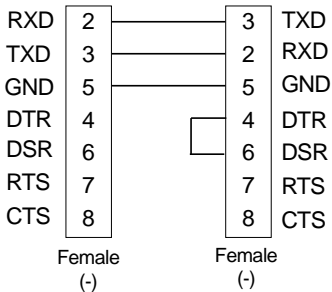 RXD 2 3 TXD
TXD 3 2 RXD
GND 5 5 GND
DTR 4 4 DTR
DSR 6 6 DSR
RTS 7 7 RTS
CTS 8 8 CTS
Female Female
(-) (-)